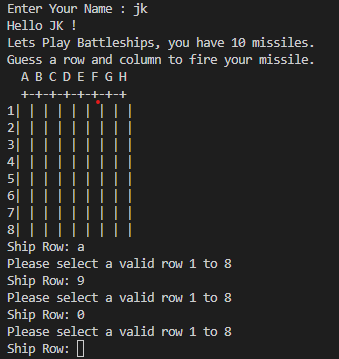 Enter Your Name : jk
Hello JK !
Lets Play Battleships, you have 10 missiles.
Guess a row and column to fire your missile.
  A B C D E F G H
  +-+-+-+-+-+-+-+
1| | | | | | | | |
2| | | | | | | | |
3| | | | | | | | |
4| | | | | | | | |
5| | | | | | | | |
6| | | | | | | | |
7| | | | | | | | |
8| | | | | | | | |
Ship Row: a
Please select a valid row 1 to 8
Ship Row: 9
Please select a valid row 1 to 8
Ship Row: 0
Please select a valid row 1 to 8
Ship Row: